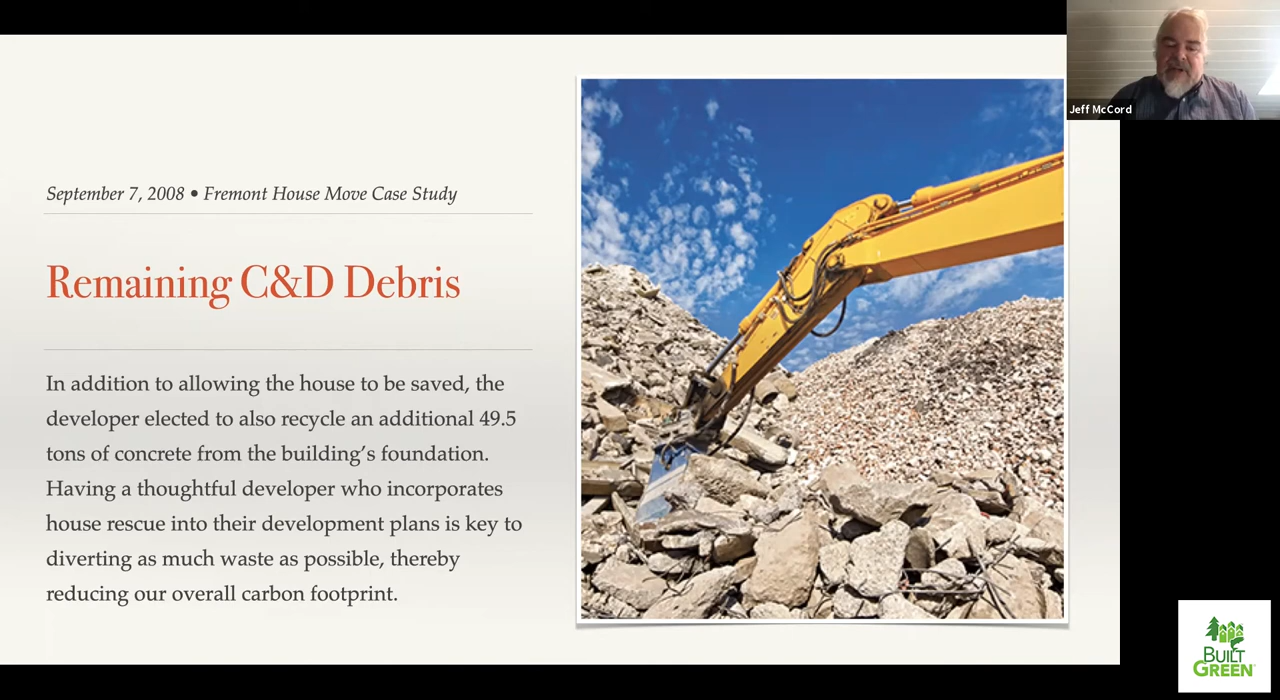 September 7, 2008 • Fremont House Move Case Study
Remaining C&D Debris
In addition to allowing the house to be saved, the
developer elected to also recycle an additional 49.5
tons of concrete from the building’s foundation.
Having a thoughtful developer who incorporates
house rescue into their development plans is key to
diverting as much waste as possible, thereby
reducing our overall carbon footprint.
Jeff McCord
BUILT
GREEN™